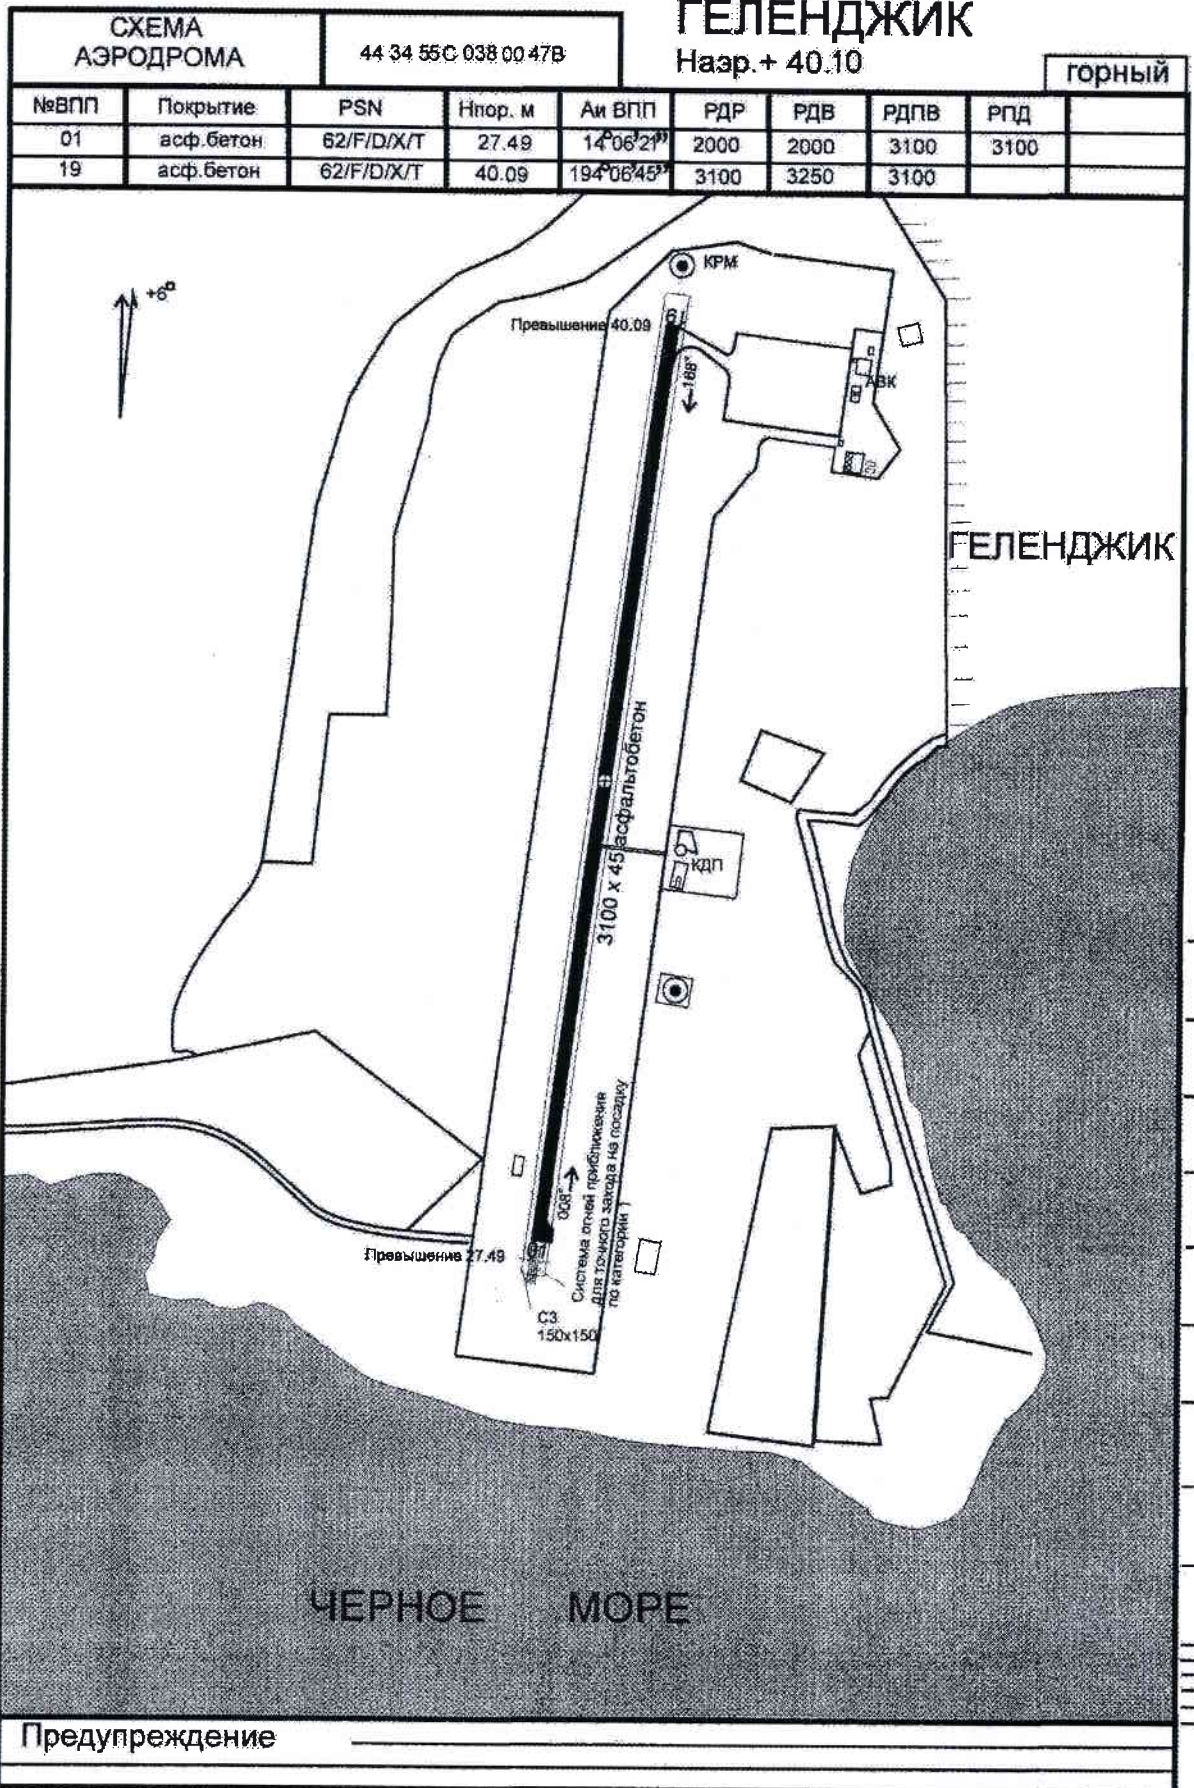 СХЕМА
АЭРОДРОМА
44 34 55С 038 00 47В
ГЕЛЕНДЖИК
Наэр.+ 40.10
горный
№ВПП Покрытие PSN Нпор. м Аи ВПП РДР РДВ РДПВ РПД
01 асф.бетон 62/F/D/X/T 27.49 14°06'21" 2000 2000 3100 3100
19 асф.бетон 62/F/D/X/T 40.09 194°06'45" 3100 3250 3100
+6°
КРМ
Превышение 40.09
19
188°
АВК
ГЕЛЕНДЖИК
3100 х 45 асфальтобетон
КДП
008°
Система огней приближения
для точного захода на посадку
по категории 1
Превышение 27.49
01
СЗ
150х150
ЧЕРНОЕ МОРЕ
Предупреждение